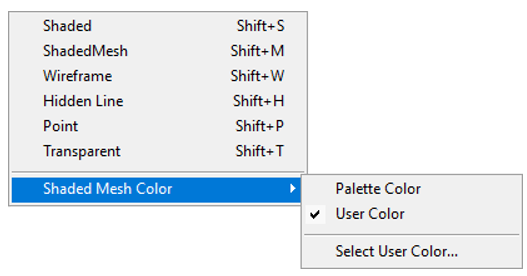 Shaded Shift+S
ShadedMesh Shift+M
Wireframe Shift+W
Hidden Line Shift+H
Point Shift+P
Transparent Shift+T
Shaded Mesh Color
Palette Color
User Color
Select User Color...